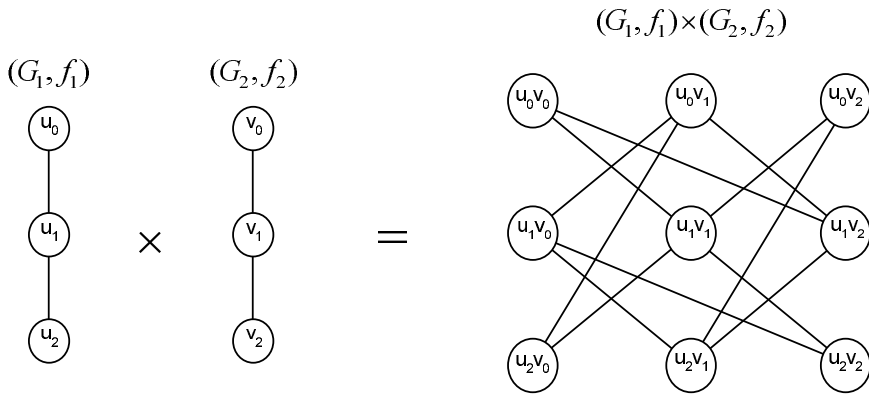 (G₁,f₁)×(G₂,f₂)
(G₁,f₁) (G₂,f₂)
u₀ v₀ u₀v₀ u₀v₁ u₀v₂
u₁ × v₁ = u₁v₀ u₁v₁ u₁v₂
u₂ v₂ u₂v₀ u₂v₁ u₂v₂